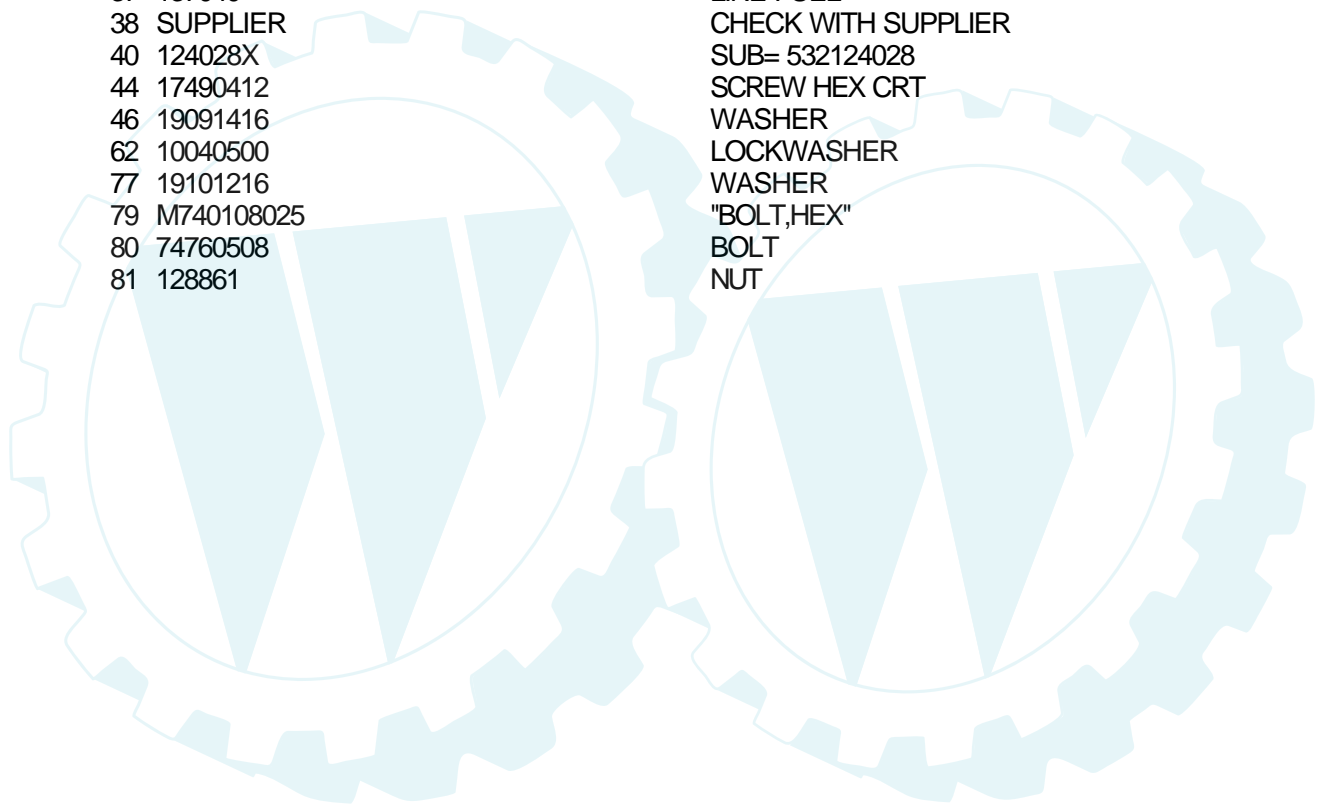 38 SUPPLIER CHECK WITH SUPPLIER
40 124028X SUB= 532124028
44 17490412 SCREW HEX CRT
46 19091416 WASHER
62 10040500 LOCKWASHER
77 19101216 WASHER
79 M740108025 "BOLT,HEX"
80 74760508 BOLT
81 128861 NUT